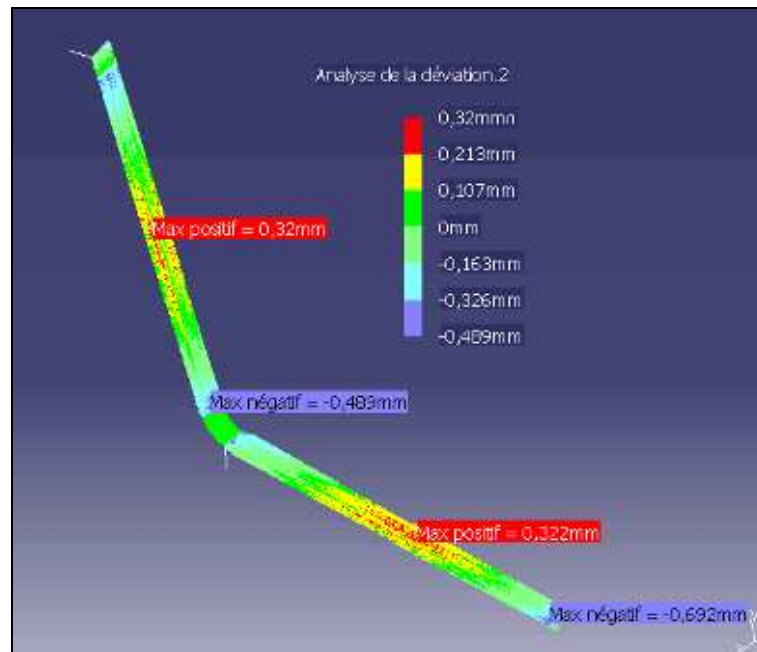 Analyse de la déviation.2
0,32mmn
0,213mm
0,107mm
0mm
-0,163mm
-0,326mm
-0,489mm
Max positif = 0,32mm
Max négatif = -0,489mm
Max positif = 0,322mm
Max négatif = -0,692mm